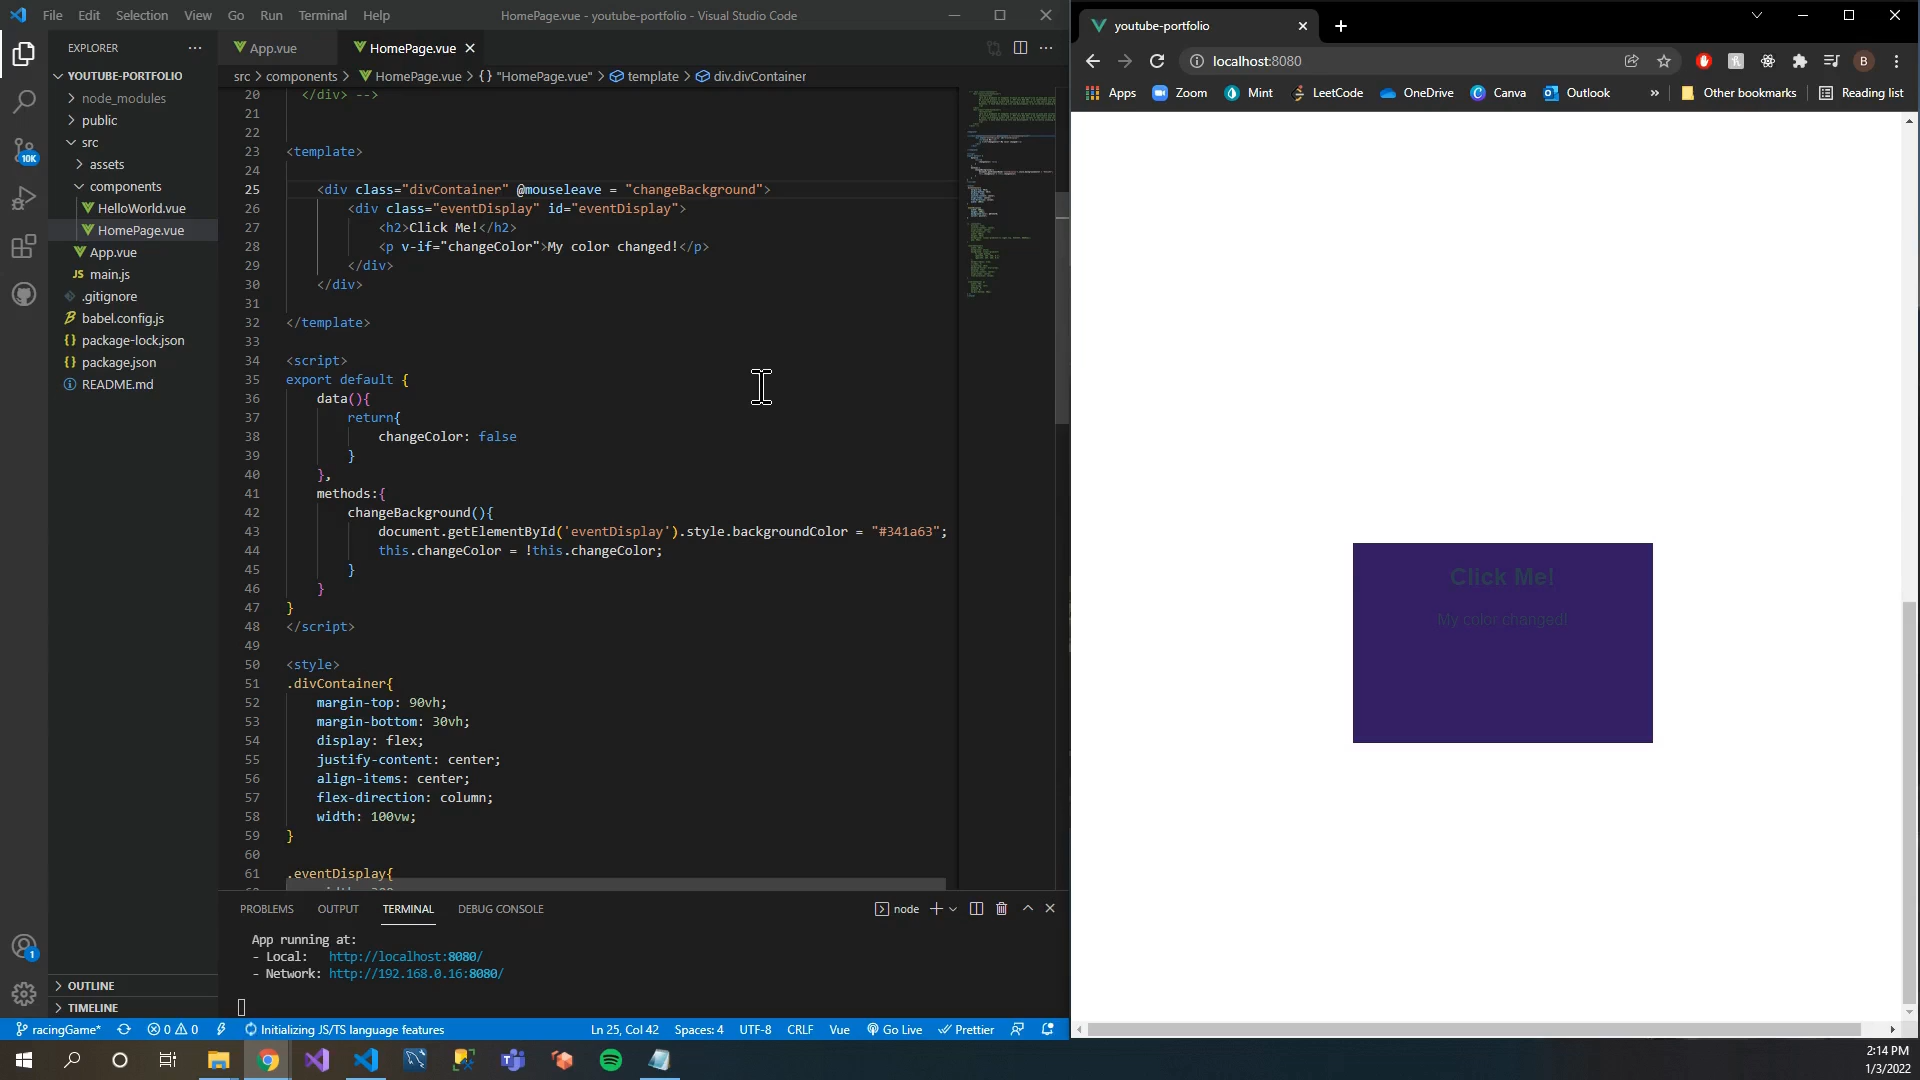 File Edit Selection View Go Run Terminal Help
HomePage.vue - youtube-portfolio - Visual Studio Code
EXPLORER
YOUTUBE-PORTFOLIO
node_modules
public
src
assets
components
HelloWorld.vue
HomePage.vue
App.vue
JS main.js
.gitignore
babel.config.js
package-lock.json
package.json
README.md
OUTLINE
TIMELINE
10K
1
App.vue
HomePage.vue
src > components > HomePage.vue > {} "HomePage.vue" > template > div.divContainer
20 </div> -->
21
22
23 <template>
24
25 <div class="divContainer" @mouseleave = "changeBackground">
26 <div class="eventDisplay" id="eventDisplay">
27 <h2>Click Me!</h2>
28 <p v-if="changeColor">My color changed!</p>
29 </div>
30 </div>
31
32 </template>
33
34 <script>
35 export default {
36 data(){
37 return{
38 changeColor: false
39 }
40 },
41 methods:{
42 changeBackground(){
43 document.getElementById('eventDisplay').style.backgroundColor = "#341a63";
44 this.changeColor = !this.changeColor;
45 }
46 }
47 }
48 </script>
49
50 <style>
51 .divContainer{
52 margin-top: 90vh;
53 margin-bottom: 30vh;
54 display: flex;
55 justify-content: center;
56 align-items: center;
57 flex-direction: column;
58 width: 100vw;
59 }
60
61 .eventDisplay{
PROBLEMS OUTPUT TERMINAL DEBUG CONSOLE
node
App running at:
- Local: http://localhost:8080/
- Network: http://192.168.0.16:8080/
racingGame* 0 0 Initializing JS/TS language features
Ln 25, Col 42 Spaces: 4 UTF-8 CRLF Vue Go Live Prettier
youtube-portfolio
localhost:8080
B
Apps Zoom Mint LeetCode OneDrive Canva Outlook » Other bookmarks Reading list
Click Me!
My color changed!
2:14 PM
1/3/2022